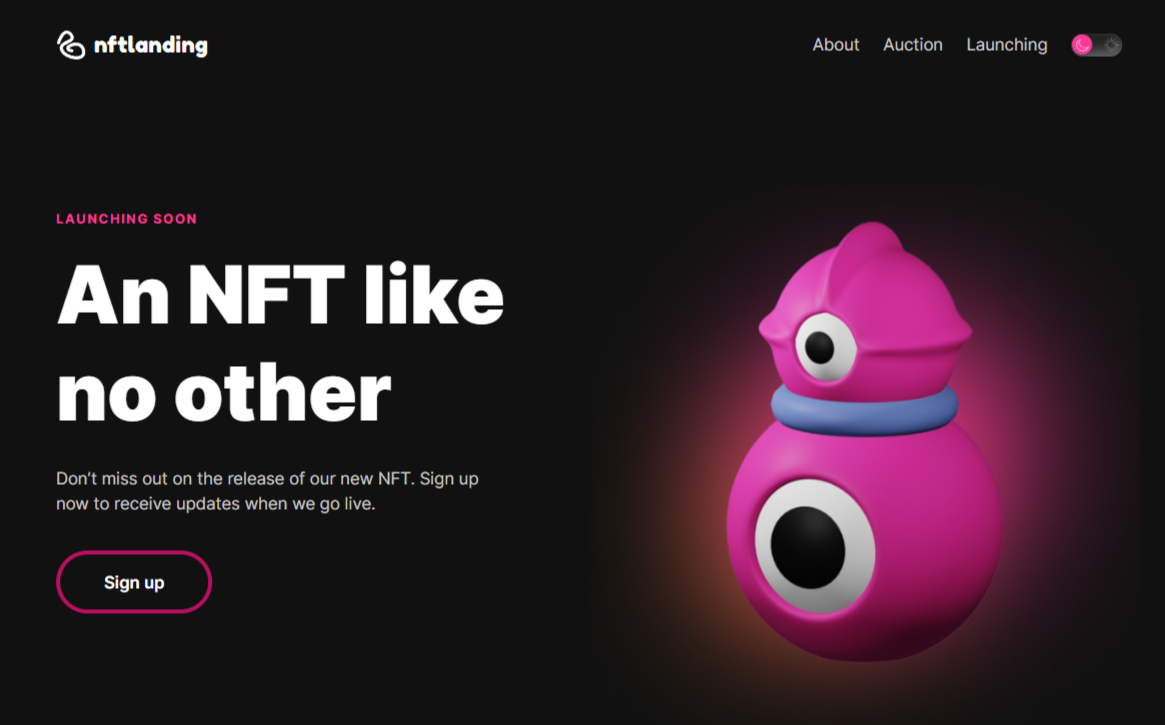 nftlanding
About Auction Launching
LAUNCHING SOON
An NFT like
no other
Don’t miss out on the release of our new NFT. Sign up
now to receive updates when we go live.
Sign up